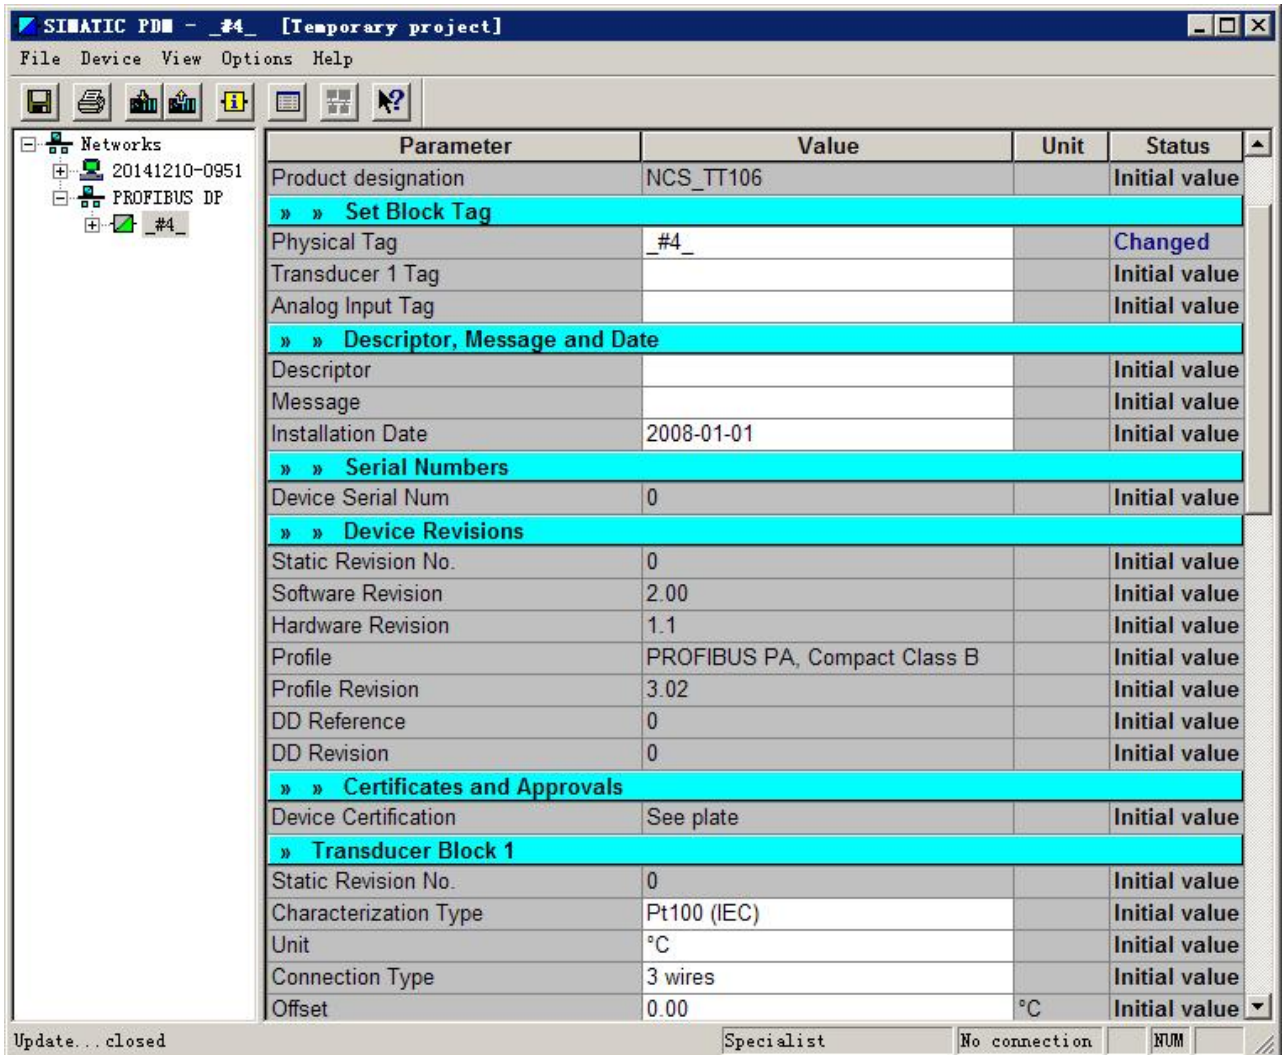 SIMATIC PDM - _#4_ [Temporary project]
File Device View Options Help
Networks
20141210-0951
PROFIBUS DP
_#4_
Parameter Value Unit Status
Product designation NCS_TT106 Initial value
» » Set Block Tag
Physical Tag _#4_ Changed
Transducer 1 Tag Initial value
Analog Input Tag Initial value
» » Descriptor, Message and Date
Descriptor Initial value
Message Initial value
Installation Date 2008-01-01 Initial value
» » Serial Numbers
Device Serial Num 0 Initial value
» » Device Revisions
Static Revision No. 0 Initial value
Software Revision 2.00 Initial value
Hardware Revision 1.1 Initial value
Profile PROFIBUS PA, Compact Class B Initial value
Profile Revision 3.02 Initial value
DD Reference 0 Initial value
DD Revision 0 Initial value
» » Certificates and Approvals
Device Certification See plate Initial value
» Transducer Block 1
Static Revision No. 0 Initial value
Characterization Type Pt100 (IEC) Initial value
Unit °C Initial value
Connection Type 3 wires Initial value
Offset 0.00 °C Initial value
Update...closed Specialist No connection NUM